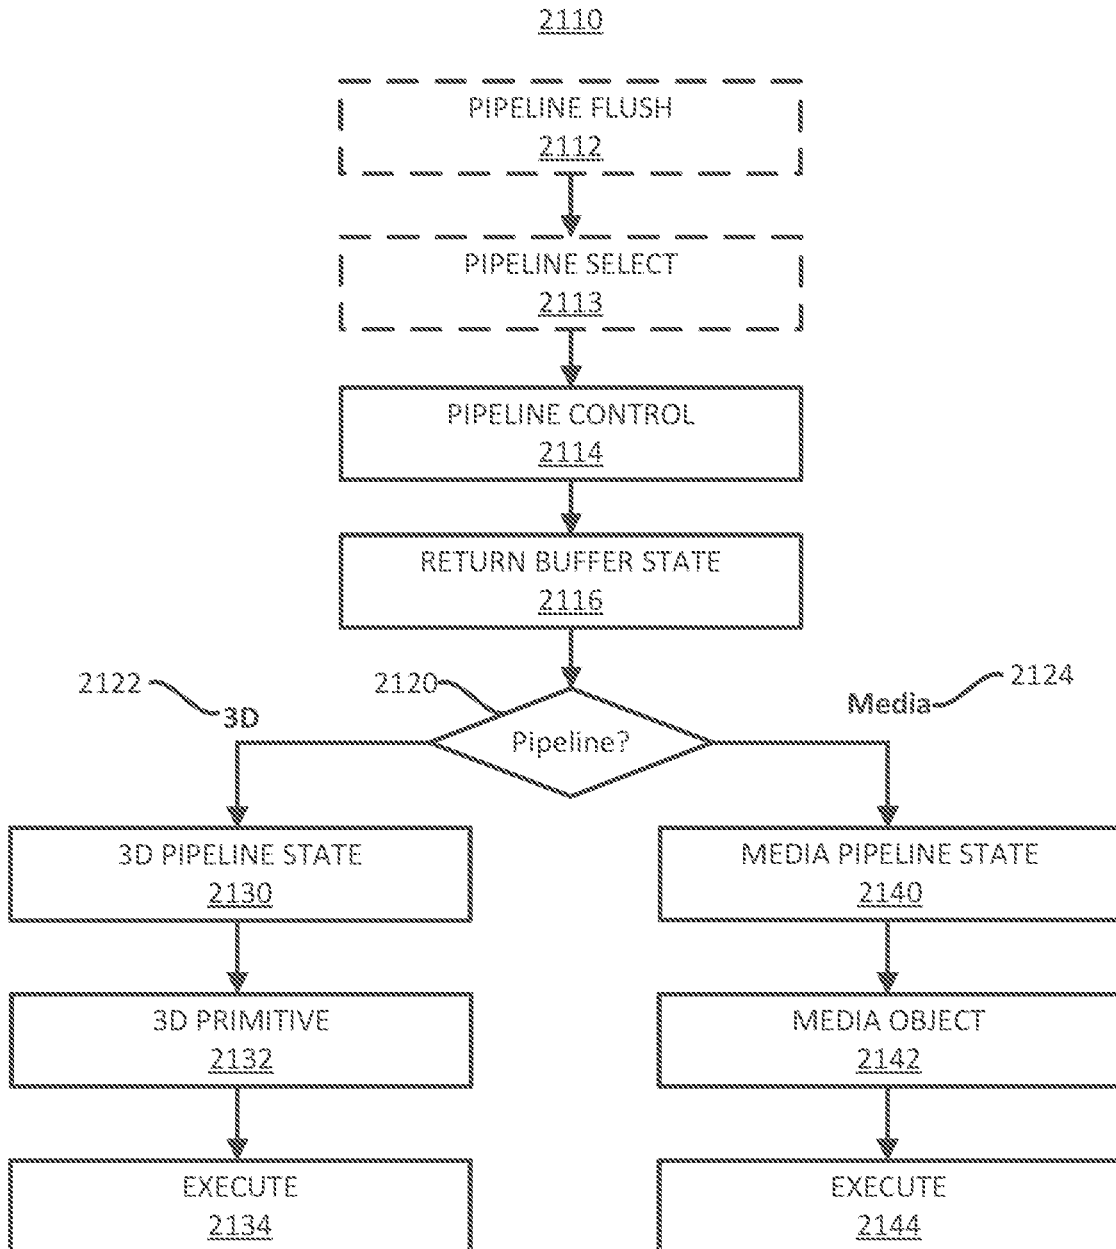 2110
PIPELINE FLUSH
2112
PIPELINE SELECT
2113
PIPELINE CONTROL
2114
RETURN BUFFER STATE
2116
2122
3D
2120
Media
2124
Pipeline?
3D PIPELINE STATE
2130
MEDIA PIPELINE STATE
2140
3D PRIMITIVE
2132
MEDIA OBJECT
2142
EXECUTE
2134
EXECUTE
2144